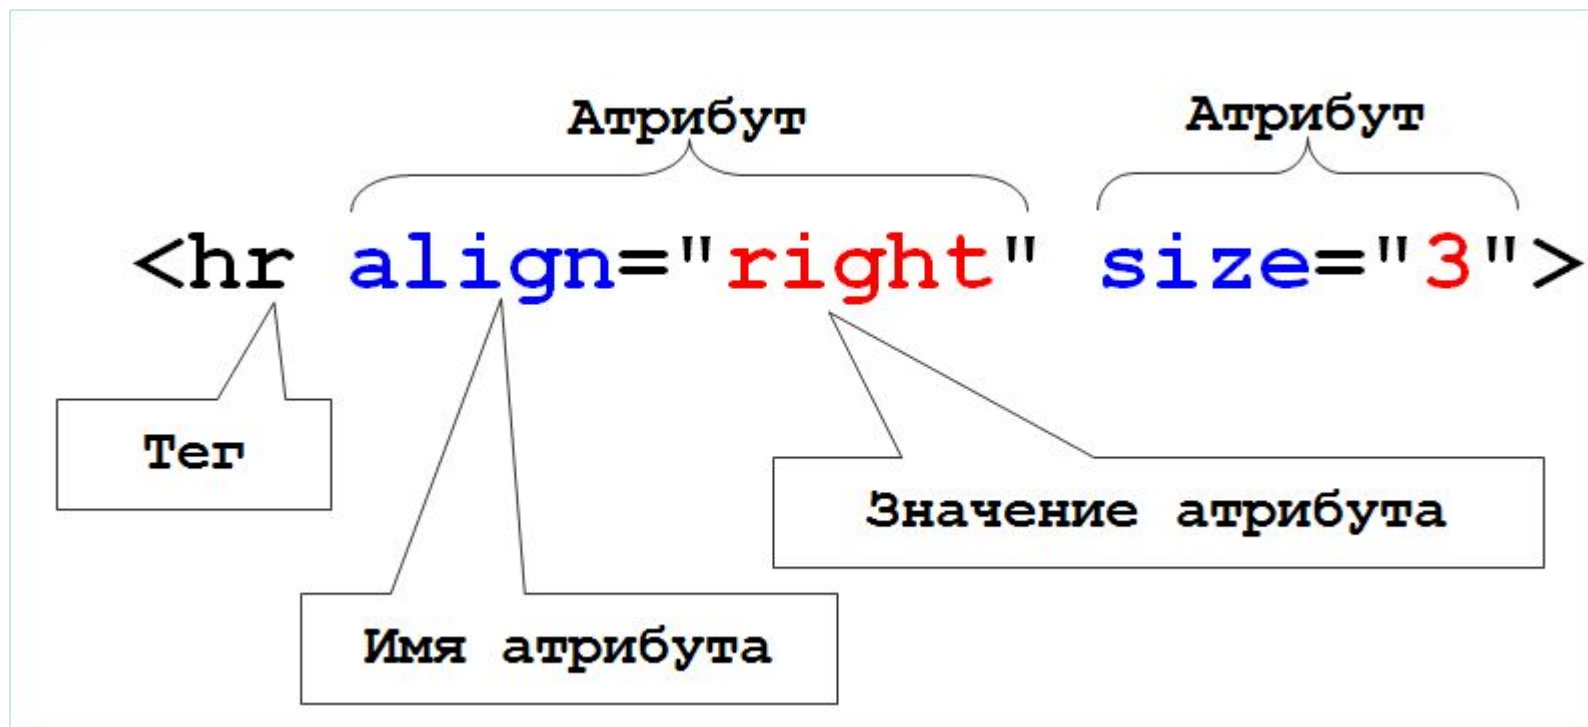 Атрибут Атрибут
<hr align="right" size="3">
Тег
Значение атрибута
Имя атрибута